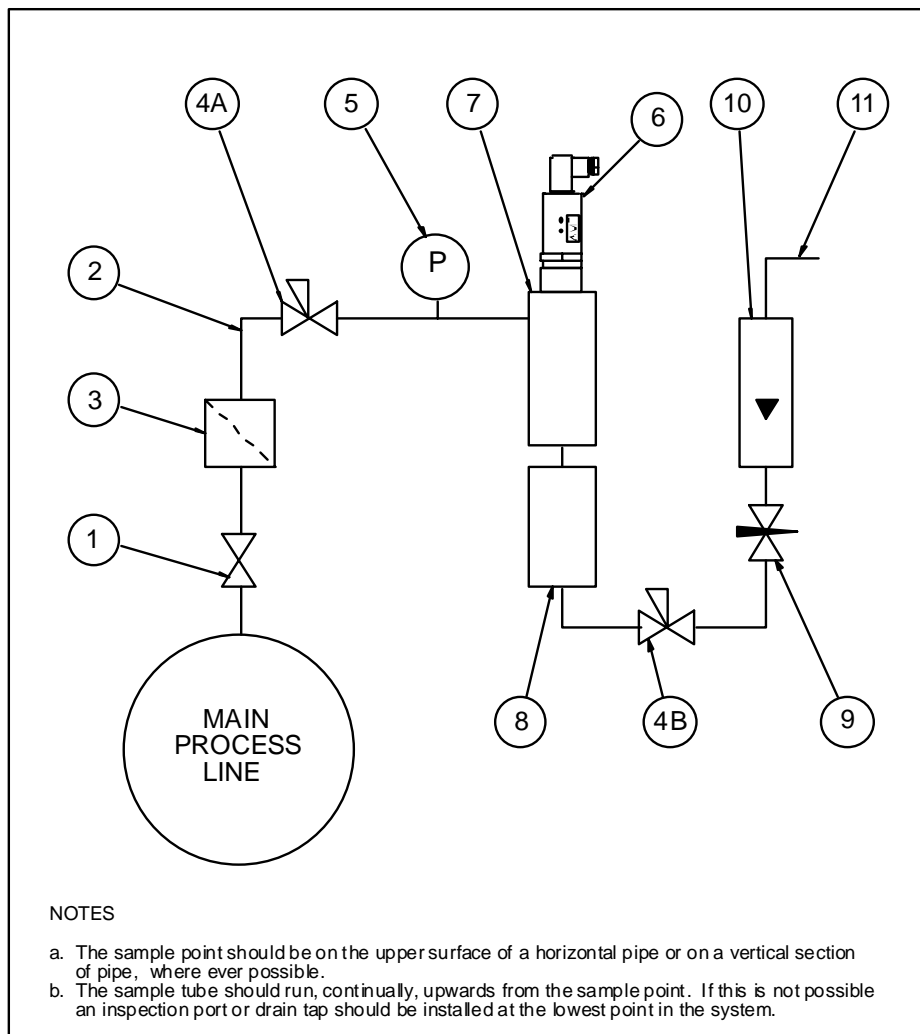 4A
5
7
6
10
11
P
2
3
1
MAIN
PROCESS
LINE
8
4B
9
NOTES
a. The sample point should be on the upper surface of a horizontal pipe or on a vertical section
of pipe, where ever possible.
b. The sample tube should run, continually, upwards from the sample point. If this is not possible
an inspection port or drain tap should be installed at the lowest point in the system.